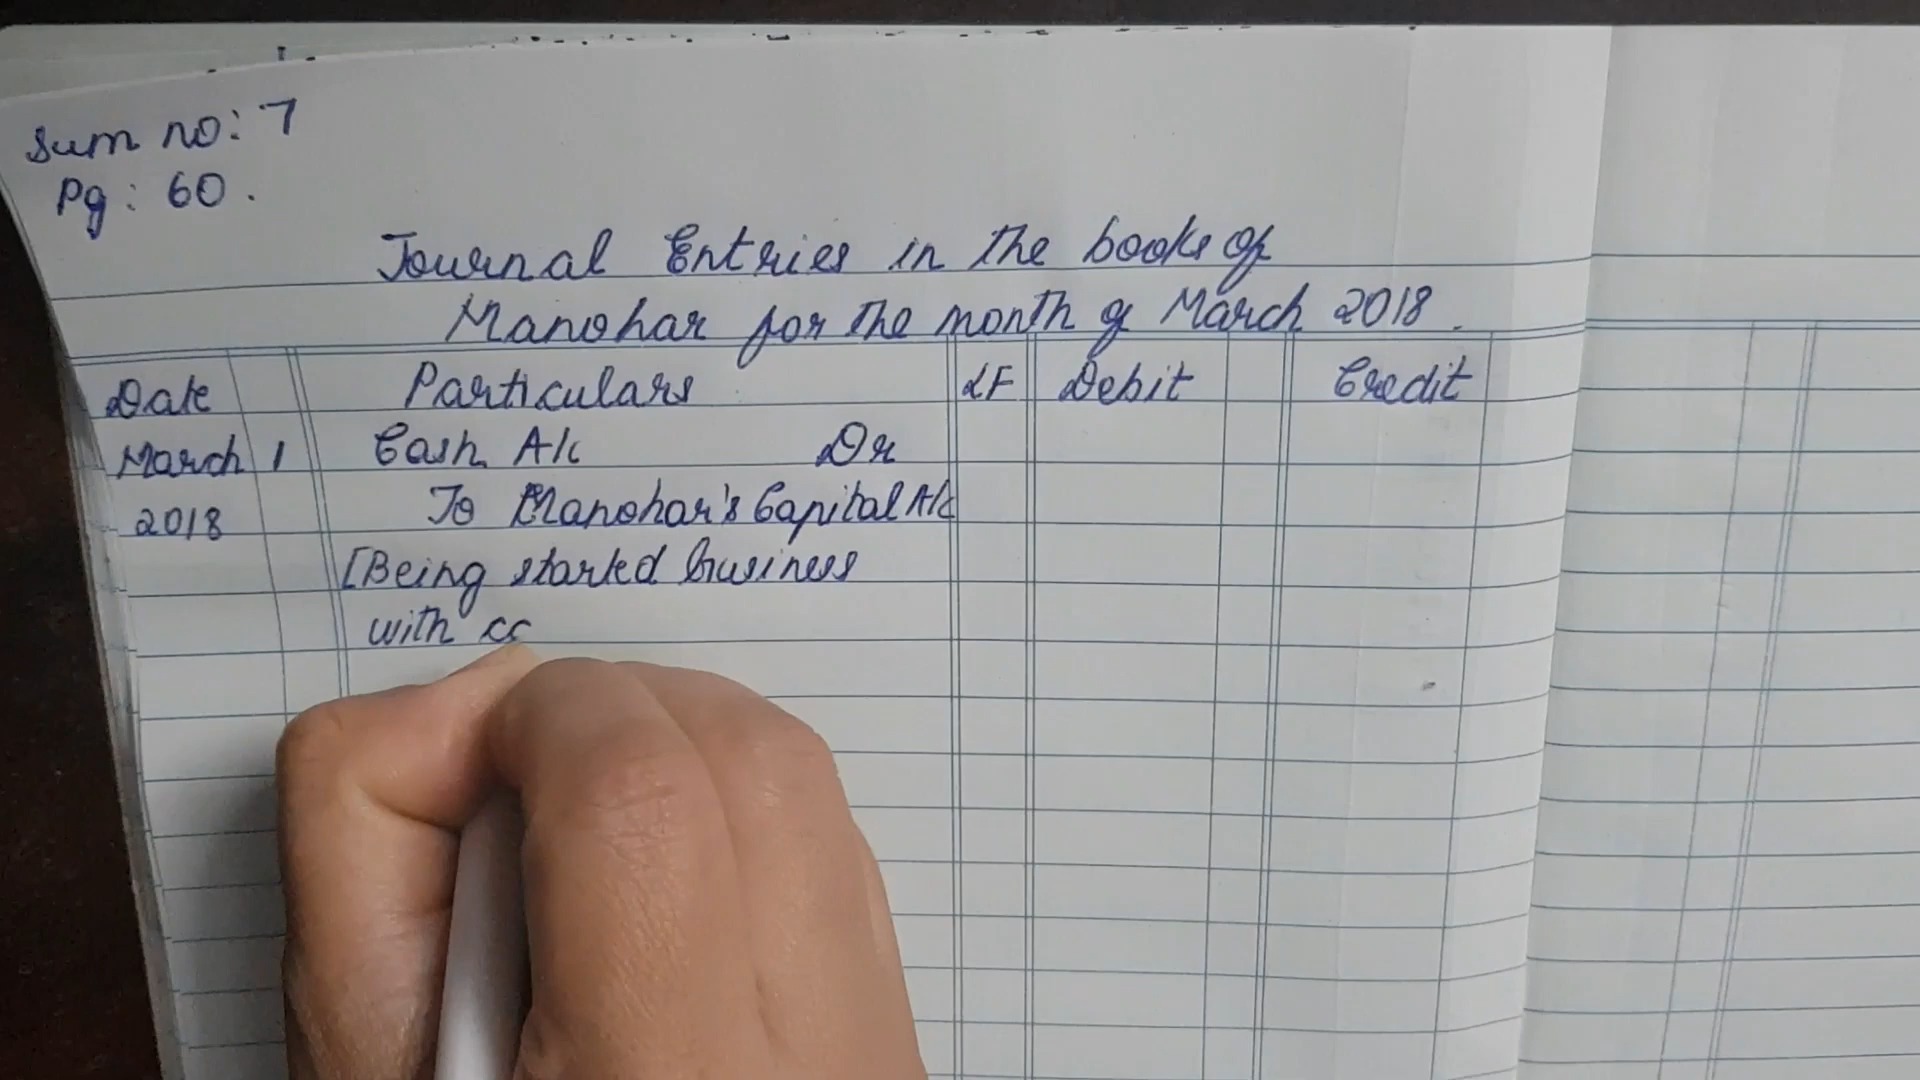 Sum no: 7
Pg: 60.
Journal Entries in the books of
Manohar for the month of March 2018.
Date Particulars LF Debit Credit
March 1 Cash A/c Dr
2018 To Manohar's Capital A/c
[Being started business
with